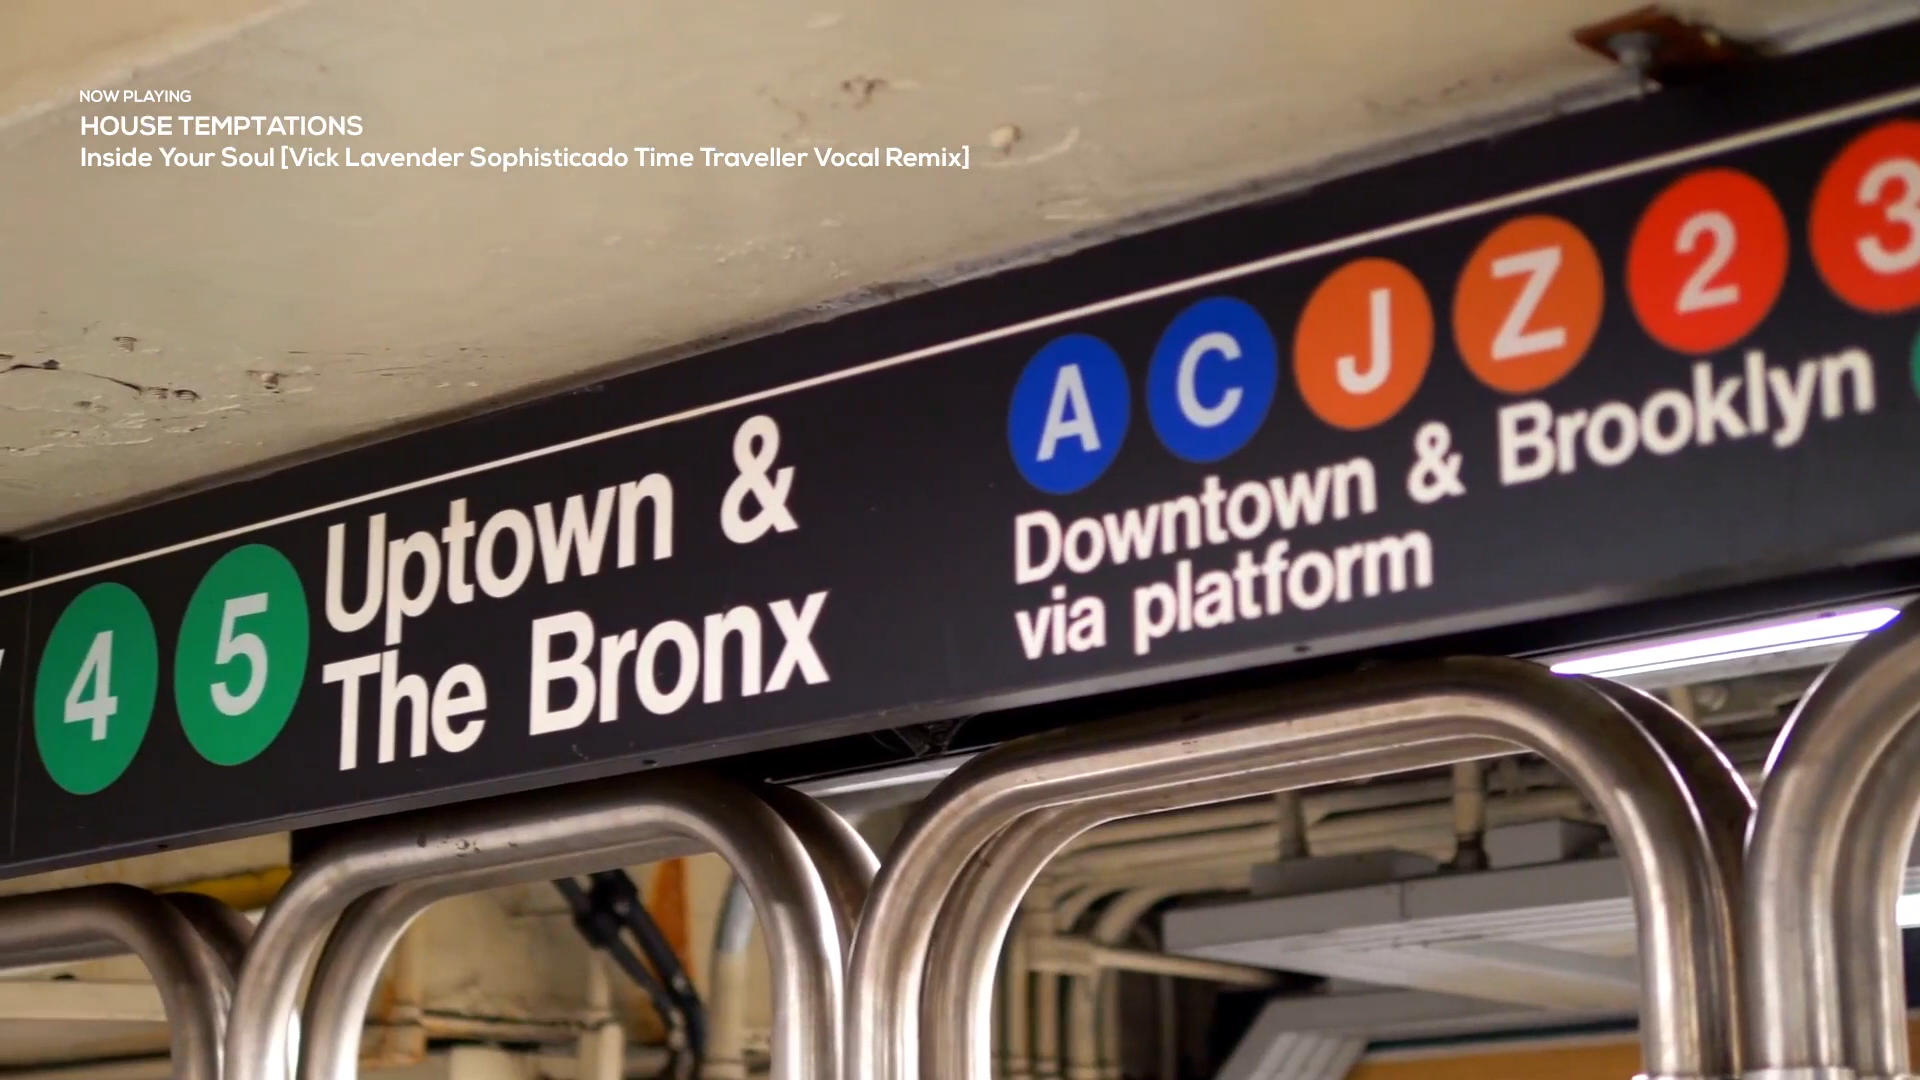 NOW PLAYING
HOUSE TEMPTATIONS
Inside Your Soul [Vick Lavender Sophisticado Time Traveller Vocal Remix]
4 5 Uptown &
The Bronx
A C J Z 2 3
Downtown & Brooklyn
via platform